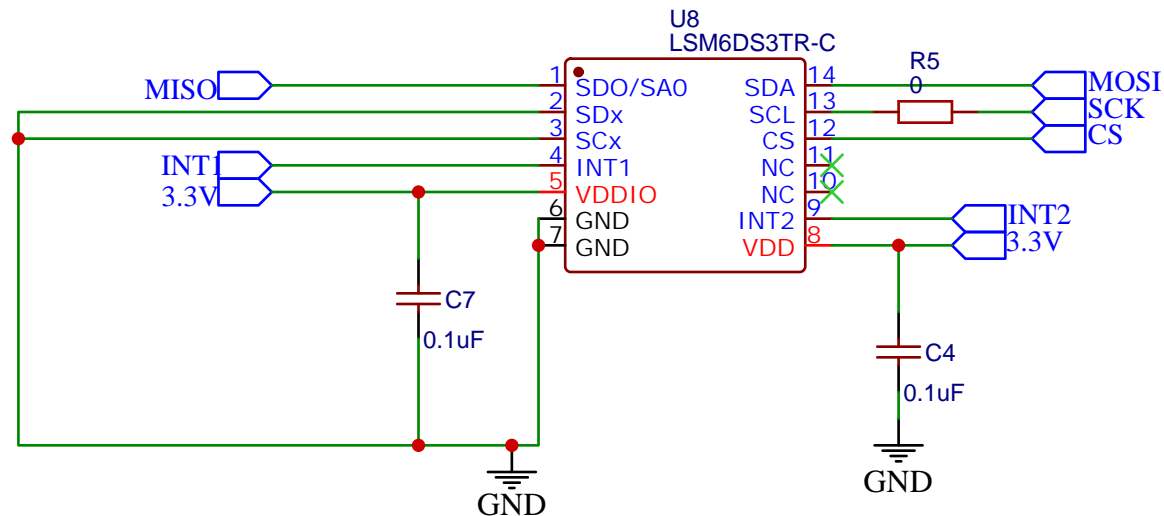 U8
LSM6DS3TR-C
R5
0
MISO
1
SDO/SA0
SDA
14
MOSI
2
SDx
SCL
13
SCK
3
SCx
CS
12
CS
INT1
4
INT1
NC
11
3.3V
5
VDDIO
NC
10
6
GND
INT2
9
INT2
7
GND
VDD
8
3.3V
C7
0.1uF
C4
0.1uF
GND
GND